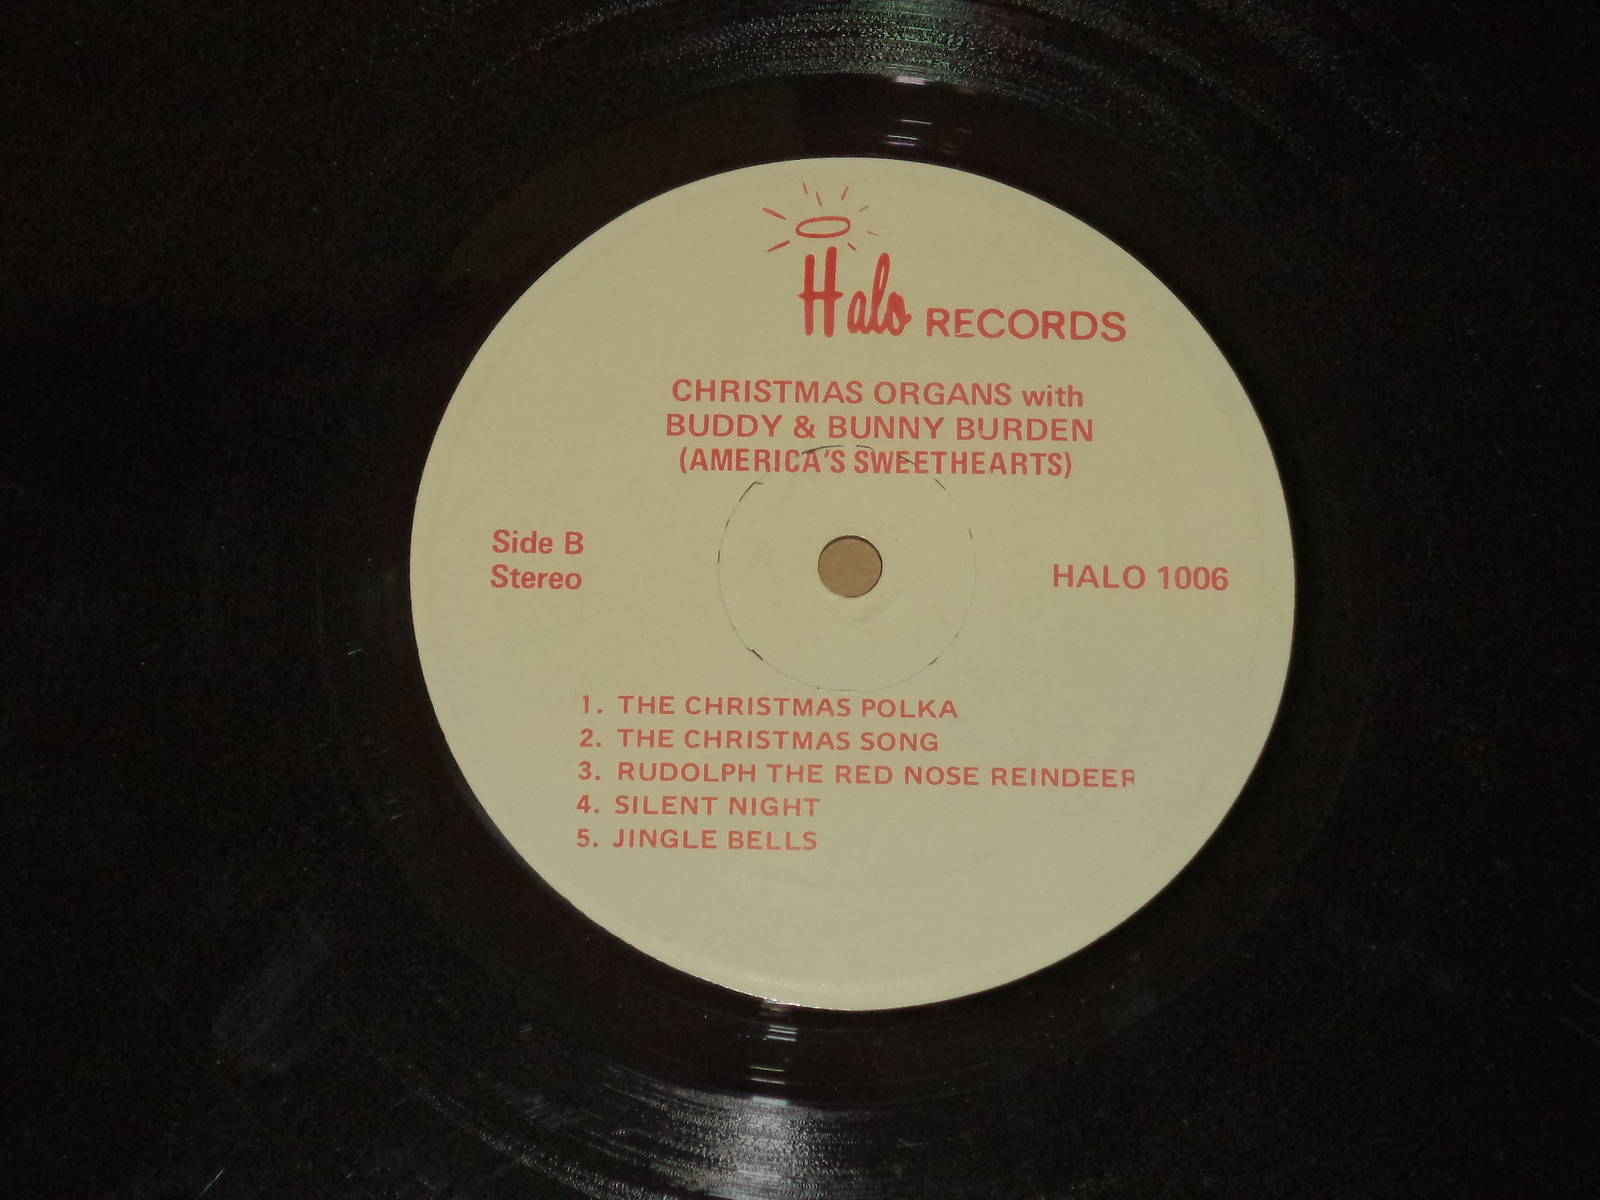 Halo RECORDS
CHRISTMAS ORGANS with
BUDDY & BUNNY BURDEN
(AMERICA'S SWEETHEARTS)
Side B
Stereo
HALO 1006
1. THE CHRISTMAS POLKA
2. THE CHRISTMAS SONG
3. RUDOLPH THE RED NOSE REINDEER
4. SILENT NIGHT
5. JINGLE BELLS